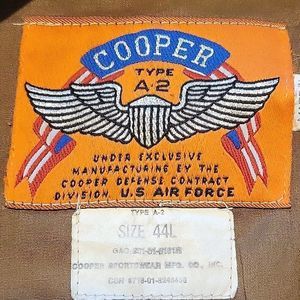 COOPER
TYPE
A-2
UNDER EXCLUSIVE
MANUFACTURING BY THE
COOPER DEFENSE CONTRACT
DIVISION U.S AIR FORCE
TYPE A-2
SIZE 44L
COOPER SPORTSWEAR MFG. CO., INC.